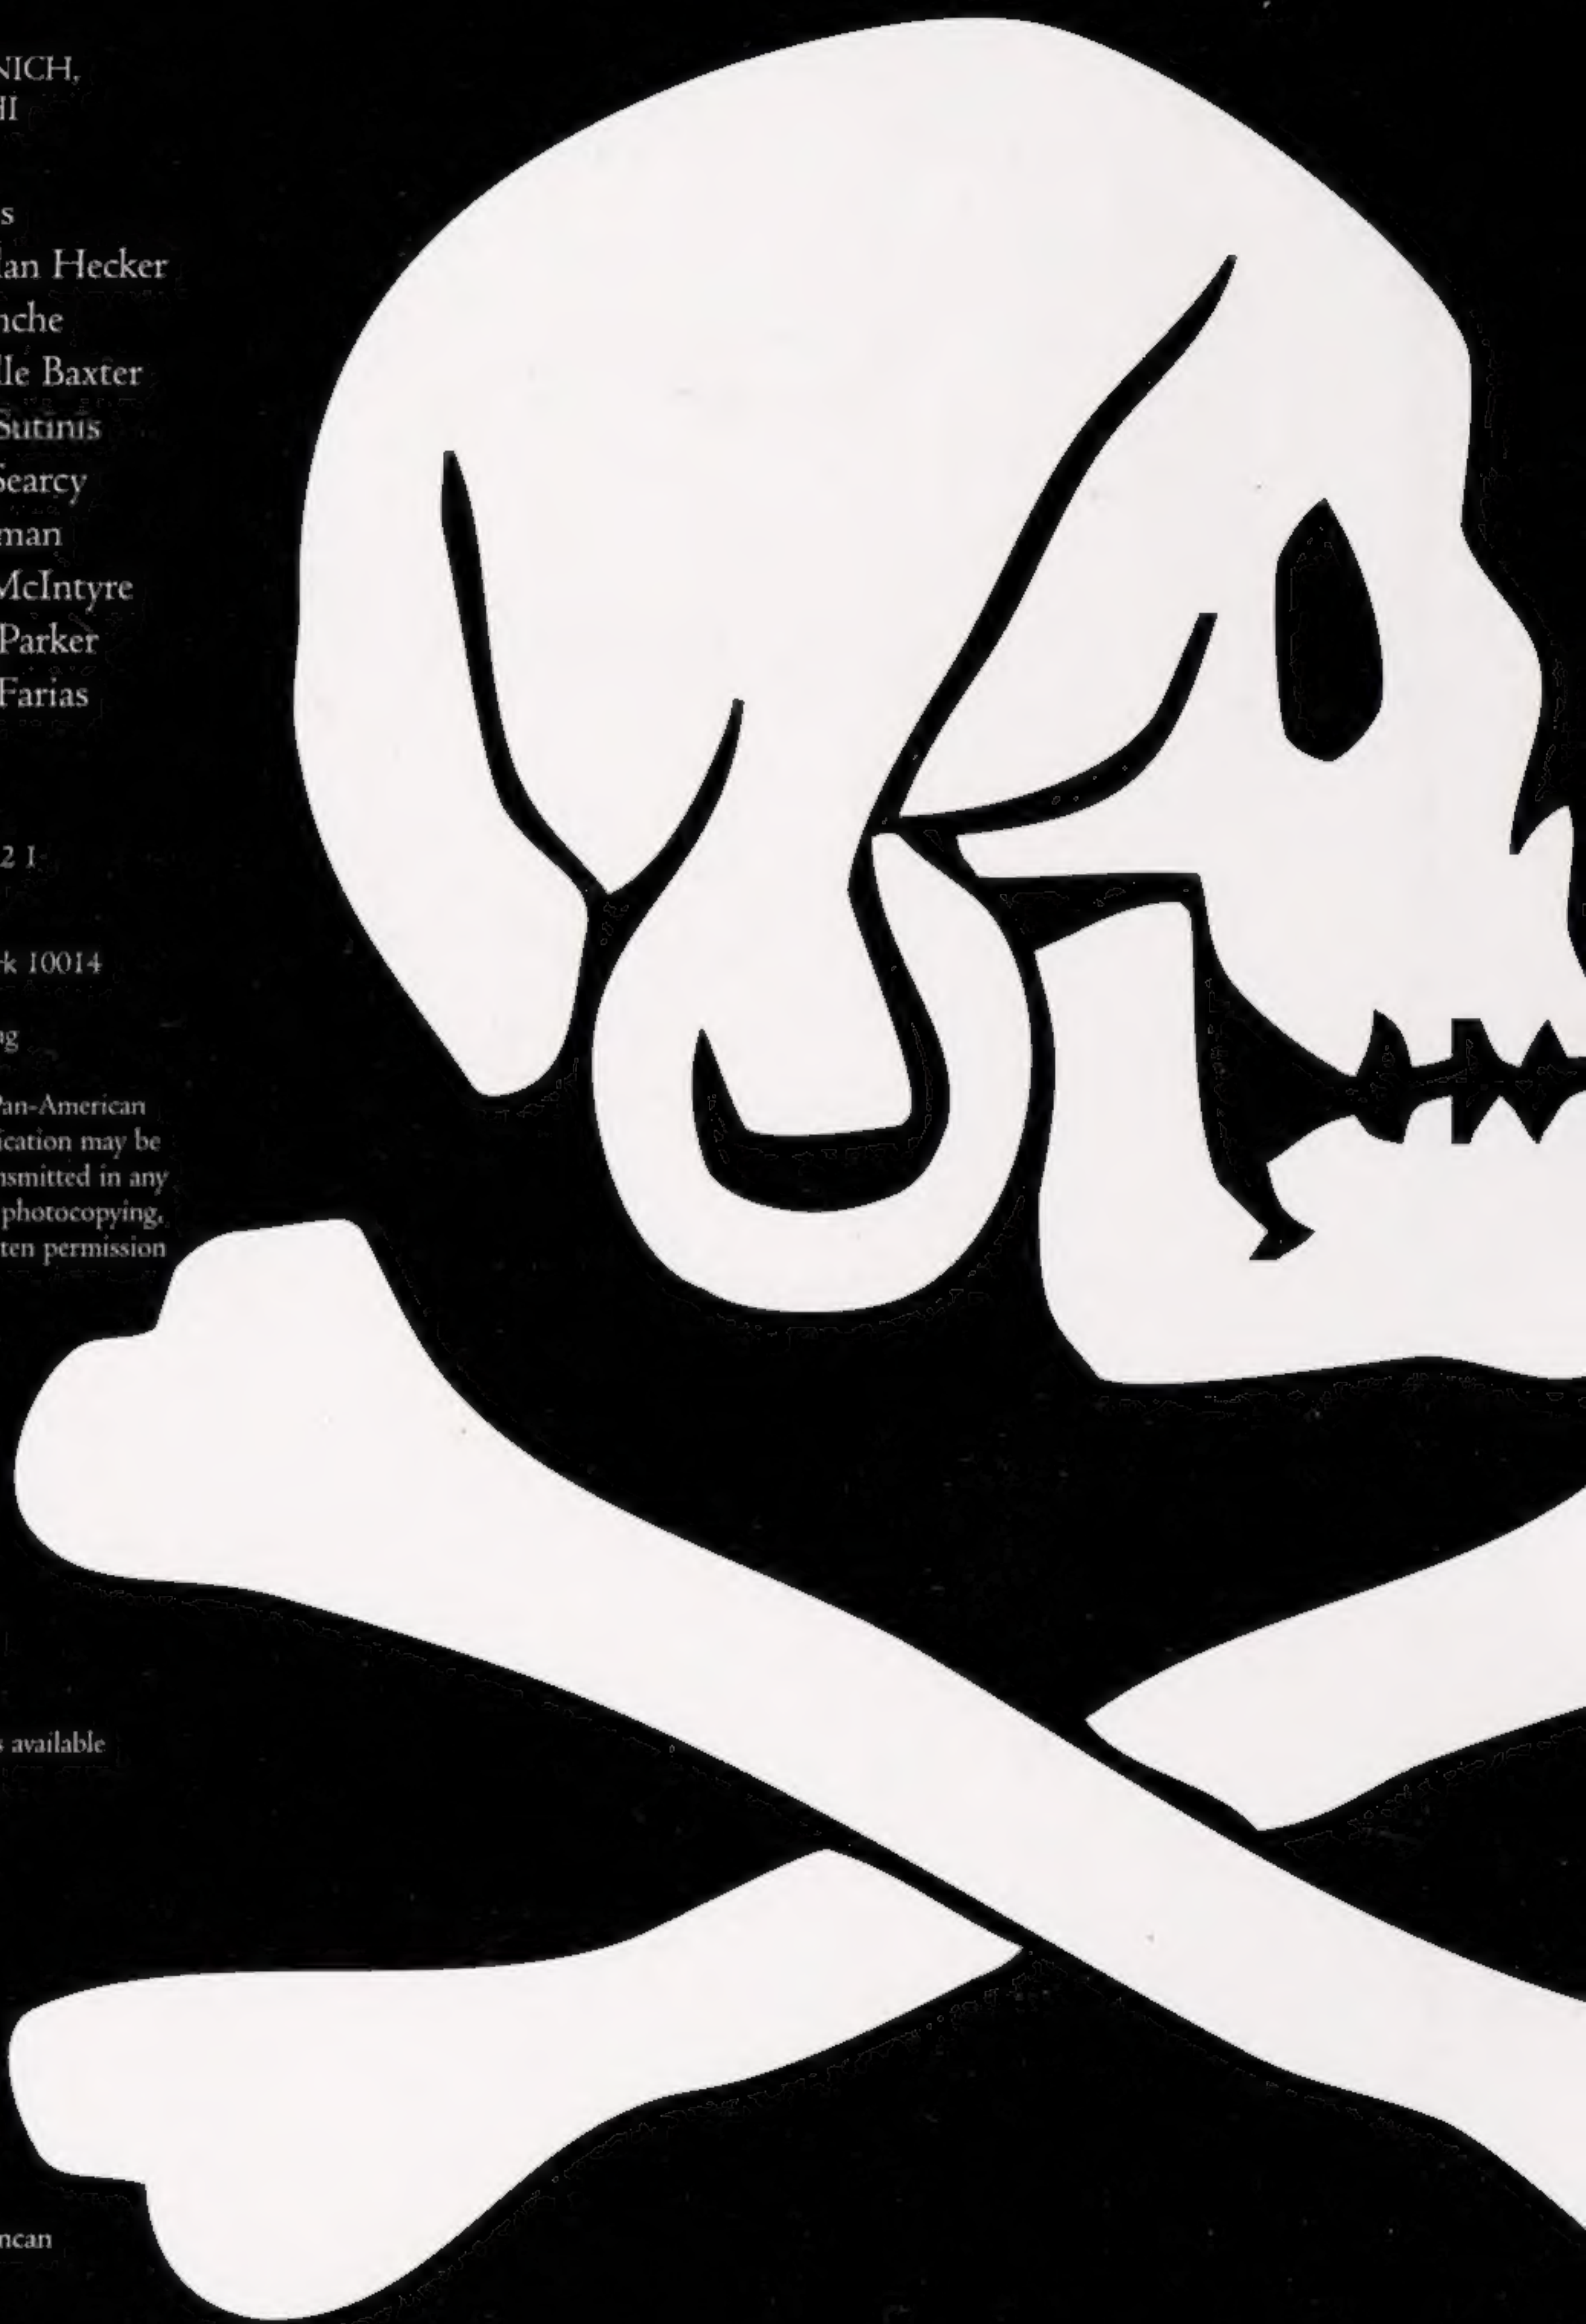 NICH,
HI
s
lan Hecker
nche
lle Baxter
Sutinis
Searcy
man
McIntyre
Parker
Farias
2 1
k 10014
ng
Pan-American
ication may be
nsmitted in any
photocopying,
ten permission
s available
ncan